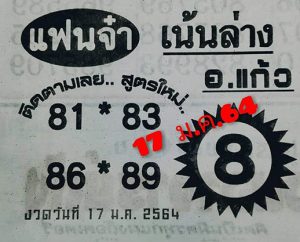 แฟนจ๋า เน้นล่าง
อ.แก้ว
ติดตามเลย.. สูตรใหม่..
81 * 83
17 ม.ค.64
8
86 * 89
งวดวันที่ 17 ม.ค. 2564